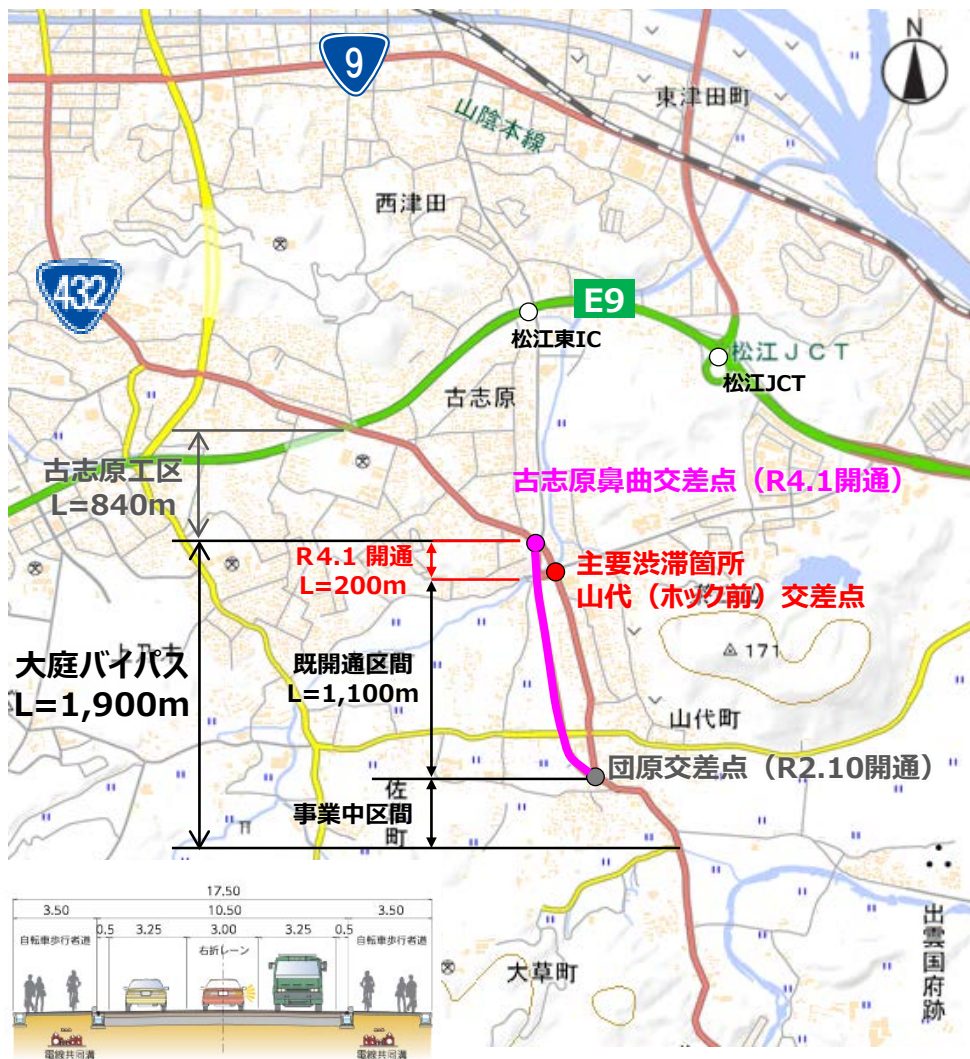 N
9
東津田町
山陰本線
西津田
432
E9
松江東IC
松江JCT
松江JCT
古志原
古志原工区
L=840m
古志原鼻曲交差点（R4.1開通）
R4.1 開通
L=200m
主要渋滞箇所
山代（ホック前）交差点
171
大庭バイパス
L=1,900m
既開通区間
L=1,100m
山代町
団原交差点（R2.10開通）
事業中区間
17.50
3.50
10.50
3.50
0.5
3.25
3.00
3.25
0.5
自転車歩行者道
右折レーン
自転車歩行者道
電線共同溝
電線共同溝
大草町
出雲国府跡